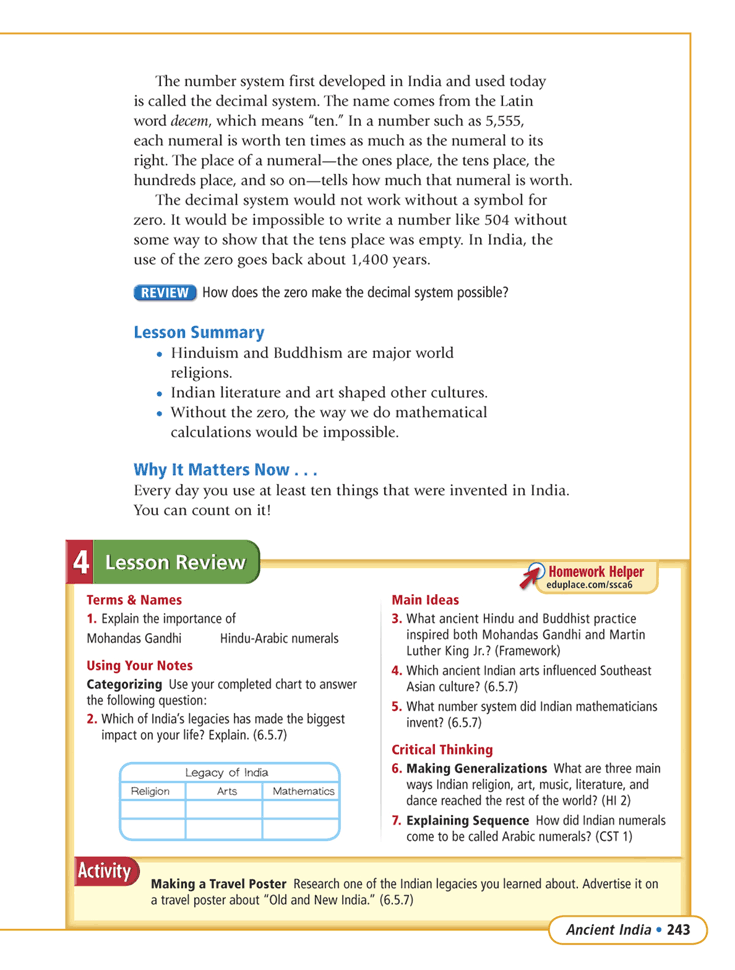 The number system first developed in India and used today
is called the decimal system. The name comes from the Latin
word decem, which means “ten.” In a number such as 5,555,
each numeral is worth ten times as much as the numeral to its
right. The place of a numeral—the ones place, the tens place, the
hundreds place, and so on—tells how much that numeral is worth.
The decimal system would not work without a symbol for
zero. It would be impossible to write a number like 504 without
some way to show that the tens place was empty. In India, the
use of the zero goes back about 1,400 years.
REVIEW How does the zero make the decimal system possible?
Lesson Summary
• Hinduism and Buddhism are major world
religions.
• Indian literature and art shaped other cultures.
• Without the zero, the way we do mathematical
calculations would be impossible.
Why It Matters Now . . .
Every day you use at least ten things that were invented in India.
You can count on it!
4 Lesson Review
Homework Helper
eduplace.com/ssca6
Terms & Names
1. Explain the importance of
Mohandas Gandhi Hindu-Arabic numerals
Using Your Notes
Categorizing Use your completed chart to answer
the following question:
2. Which of India’s legacies has made the biggest
impact on your life? Explain. (6.5.7)
Legacy of India
Religion Arts Mathematics
Main Ideas
3. What ancient Hindu and Buddhist practice
inspired both Mohandas Gandhi and Martin
Luther King Jr.? (Framework)
4. Which ancient Indian arts influenced Southeast
Asian culture? (6.5.7)
5. What number system did Indian mathematicians
invent? (6.5.7)
Critical Thinking
6. Making Generalizations What are three main
ways Indian religion, art, music, literature, and
dance reached the rest of the world? (HI 2)
7. Explaining Sequence How did Indian numerals
come to be called Arabic numerals? (CST 1)
Activity
Making a Travel Poster Research one of the Indian legacies you learned about. Advertise it on
a travel poster about “Old and New India.” (6.5.7)
Ancient India • 243